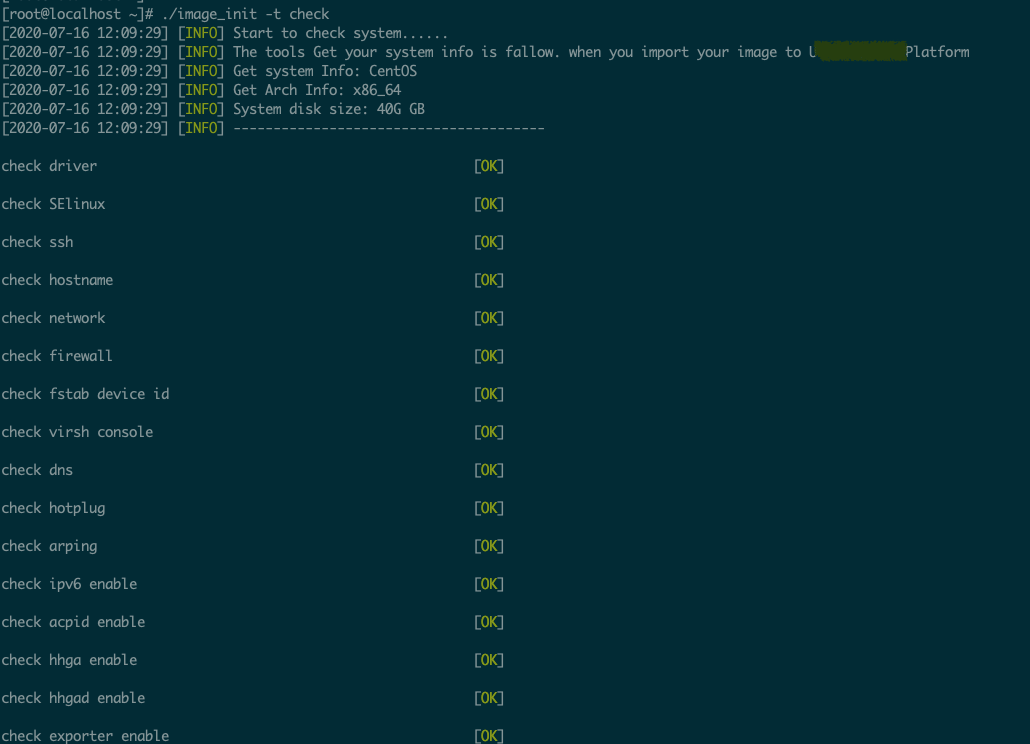 [root@localhost ~]# ./image_init -t check
[2020-07-16 12:09:29] [INFO] Start to check system......
[2020-07-16 12:09:29] [INFO] The tools Get your system info is fallow. when you import your image to U Platform
[2020-07-16 12:09:29] [INFO] Get system Info: CentOS
[2020-07-16 12:09:29] [INFO] Get Arch Info: x86_64
[2020-07-16 12:09:29] [INFO] System disk size: 40G GB
[2020-07-16 12:09:29] [INFO] ---------------------------------------
check driver [OK]
check SElinux [OK]
check ssh [OK]
check hostname [OK]
check network [OK]
check firewall [OK]
check fstab device id [OK]
check virsh console [OK]
check dns [OK]
check hotplug [OK]
check arping [OK]
check ipv6 enable [OK]
check acpid enable [OK]
check hhga enable [OK]
check hhgad enable [OK]
check exporter enable [OK]